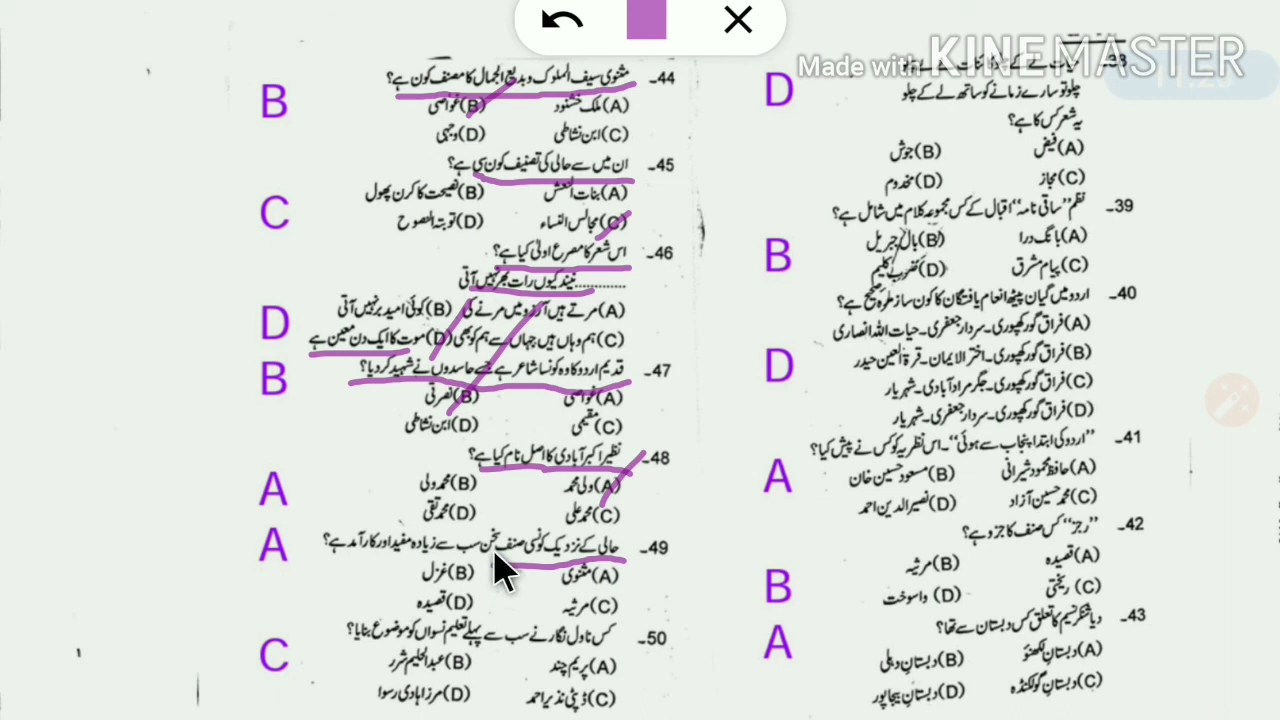 Made with KINEMASTER
38-
چلو تو سارے زمانے کو ساتھ لے کے چلو
یہ شعر کس کا ہے؟
(A) فیض (B) جوش
(C) مجاز (D) مخدوم
D
39- نظم ”ساقی نامہ“ اقبال کے کس مجموعہ کلام میں شامل ہے؟
(A) بانگ درا (B) بال جبریل
(C) پیام مشرق (D) ضرب کلیم
B
40- اردو میں گیان پیٹھ انعام یافتگان کا کون سا زمرہ صحیح ہے؟
(A) فراق گورکھپوری۔ سردار جعفری۔ حیات اللہ انصاری
(B) فراق گورکھپوری۔ اختر الایمان۔ قرۃ العین حیدر
(C) فراق گورکھپوری۔ جگر مرادآبادی۔ شہریار
(D) فراق گورکھپوری۔ سردار جعفری۔ شہریار
D
41- ”اردو کی ابتدا پنجاب سے ہوئی“۔ اس نظریہ کو کس نے پیش کیا؟
(A) حافظ محمود شیرانی (B) مسعود حسین خان
(C) محمد حسین آزاد (D) نصیر الدین احمد
A
42- ”رجز“ کس صنف کا جزو ہے؟
(A) قصیدہ (B) مرثیہ
(C) ریختی (D) واسوخت
B
43- دیا شنکر نسیم کا تعلق کس دبستان سے تھا؟
(A) دبستانِ لکھنؤ (B) دبستانِ دہلی
(C) دبستانِ گولکنڈہ (D) دبستانِ بیجاپور
A
44- مثنوی سیف الملوک و بدیع الجمال کا مصنف کون ہے؟
(A) ملک خشنود (B) غواصی
(C) ابن نشاطی (D) وجہی
B
45- ان میں سے حالی کی تصنیف کون سی ہے؟
(A) بنات النعش (B) نصیحت کا کرن پھول
(C) مجالس النساء (D) توبتہ النصوح
C
46- اس شعر کا مصرع اولیٰ کیا ہے؟
............ نیند کیوں رات بھر نہیں آتی
(A) مرتے ہیں آرزو میں مرنے کی (B) کوئی امید بر نہیں آتی
(C) ہم وہاں ہیں جہاں سے ہم کو بھی (D) موت کا ایک دن معین ہے
D
47- قدیم اردو کا وہ کونسا شاعر ہے جسے حاسدوں نے شہید کر دیا؟
(A) غواصی (B) نصرتی
(C) مقیمی (D) ابن نشاطی
B
48- نظیر اکبر آبادی کا اصل نام کیا ہے؟
(A) ولی محمد (B) محمد ولی
(C) محمد علی (D) محمد تقی
A
49- حالی کے نزدیک کونسی صنف سخن سب سے زیادہ مفید اور کار آمد ہے؟
(A) مثنوی (B) غزل
(C) مرثیہ (D) قصیدہ
A
50- کس ناول نگار نے سب سے پہلے تعلیم نسواں کو موضوع بنایا؟
(A) پریم چند (B) عبدالحلیم شرر
(C) ڈپٹی نذیر احمد (D) مرزا ہادی رسوا
C